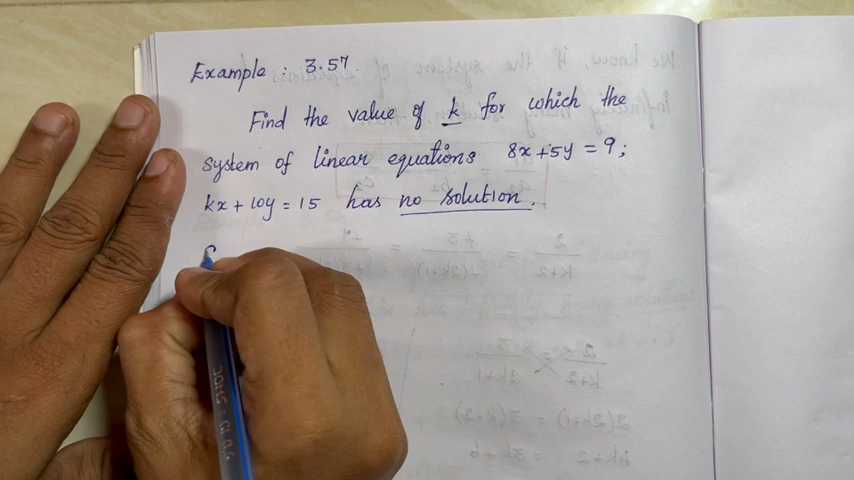 Example : 3.57.
Find the value of k for which the
system of linear equations 8x+5y = 9;
kx + 10y = 15 has no solution.